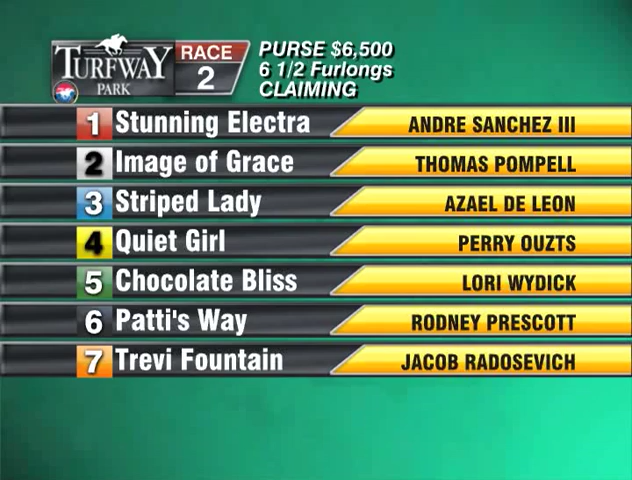 TURFWAY
PARK
RACE
2
PURSE $6,500
6 1/2 Furlongs
CLAIMING
1 Stunning Electra ANDRE SANCHEZ III
2 Image of Grace THOMAS POMPELL
3 Striped Lady AZAEL DE LEON
4 Quiet Girl PERRY OUZTS
5 Chocolate Bliss LORI WYDICK
6 Patti's Way RODNEY PRESCOTT
7 Trevi Fountain JACOB RADOSEVICH